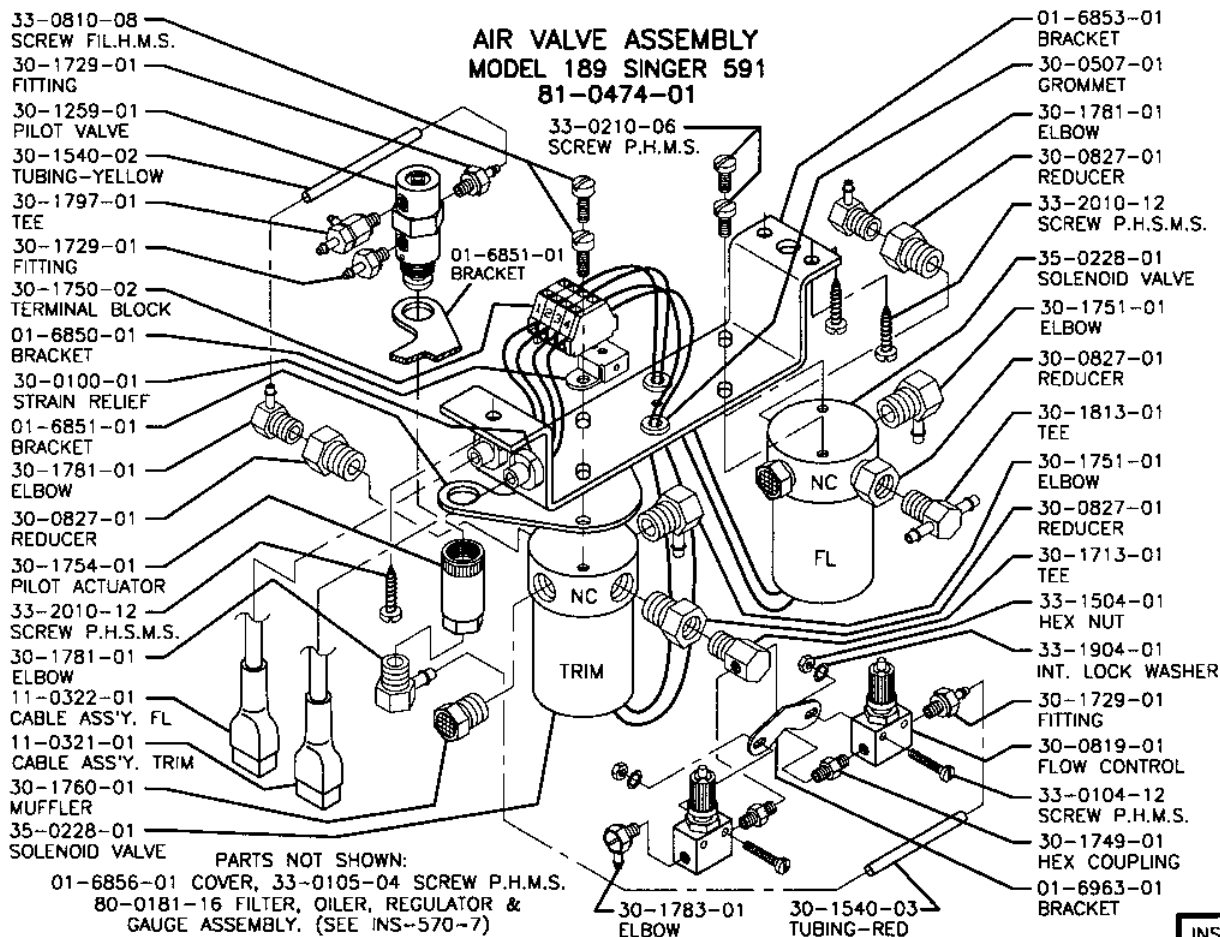 AIR VALVE ASSEMBLY
MODEL 189 SINGER 591
81-0474-01
33-0810-08
SCREW FIL.H.M.S.
30-1729-01
FITTING
30-1259-01
PILOT VALVE
30-1540-02
TUBING-YELLOW
30-1797-01
TEE
30-1729-01
FITTING
30-1750-02
TERMINAL BLOCK
01-6850-01
BRACKET
30-0100-01
STRAIN RELIEF
01-6851-01
BRACKET
30-1781-01
ELBOW
30-0827-01
REDUCER
30-1754-01
PILOT ACTUATOR
33-2010-12
SCREW P.H.S.M.S.
30-1781-01
ELBOW
11-0322-01
CABLE ASS'Y. FL
11-0321-01
CABLE ASS'Y. TRIM
30-1760-01
MUFFLER
35-0228-01
SOLENOID VALVE
33-0210-06
SCREW P.H.M.S.
01-6851-01
BRACKET
1 2 3 4
NC
TRIM
NC
FL
01-6853-01
BRACKET
30-0507-01
GROMMET
30-1781-01
ELBOW
30-0827-01
REDUCER
33-2010-12
SCREW P.H.S.M.S.
35-0228-01
SOLENOID VALVE
30-1751-01
ELBOW
30-0827-01
REDUCER
30-1813-01
TEE
30-1751-01
ELBOW
30-0827-01
REDUCER
30-1713-01
TEE
33-1504-01
HEX NUT
33-1904-01
INT. LOCK WASHER
30-1729-01
FITTING
30-0819-01
FLOW CONTROL
33-0104-12
SCREW P.H.M.S.
30-1749-01
HEX COUPLING
01-6963-01
BRACKET
30-1783-01
ELBOW
30-1540-03
TUBING-RED
PARTS NOT SHOWN:
01-6856-01 COVER, 33-0105-04 SCREW P.H.M.S.
80-0181-16 FILTER, OILER, REGULATOR &
GAUGE ASSEMBLY. (SEE INS-570-7)
INS